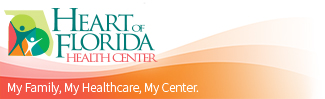 HEART OF
FLORIDA
HEALTH CENTER
My Family, My Healthcare, My Center.